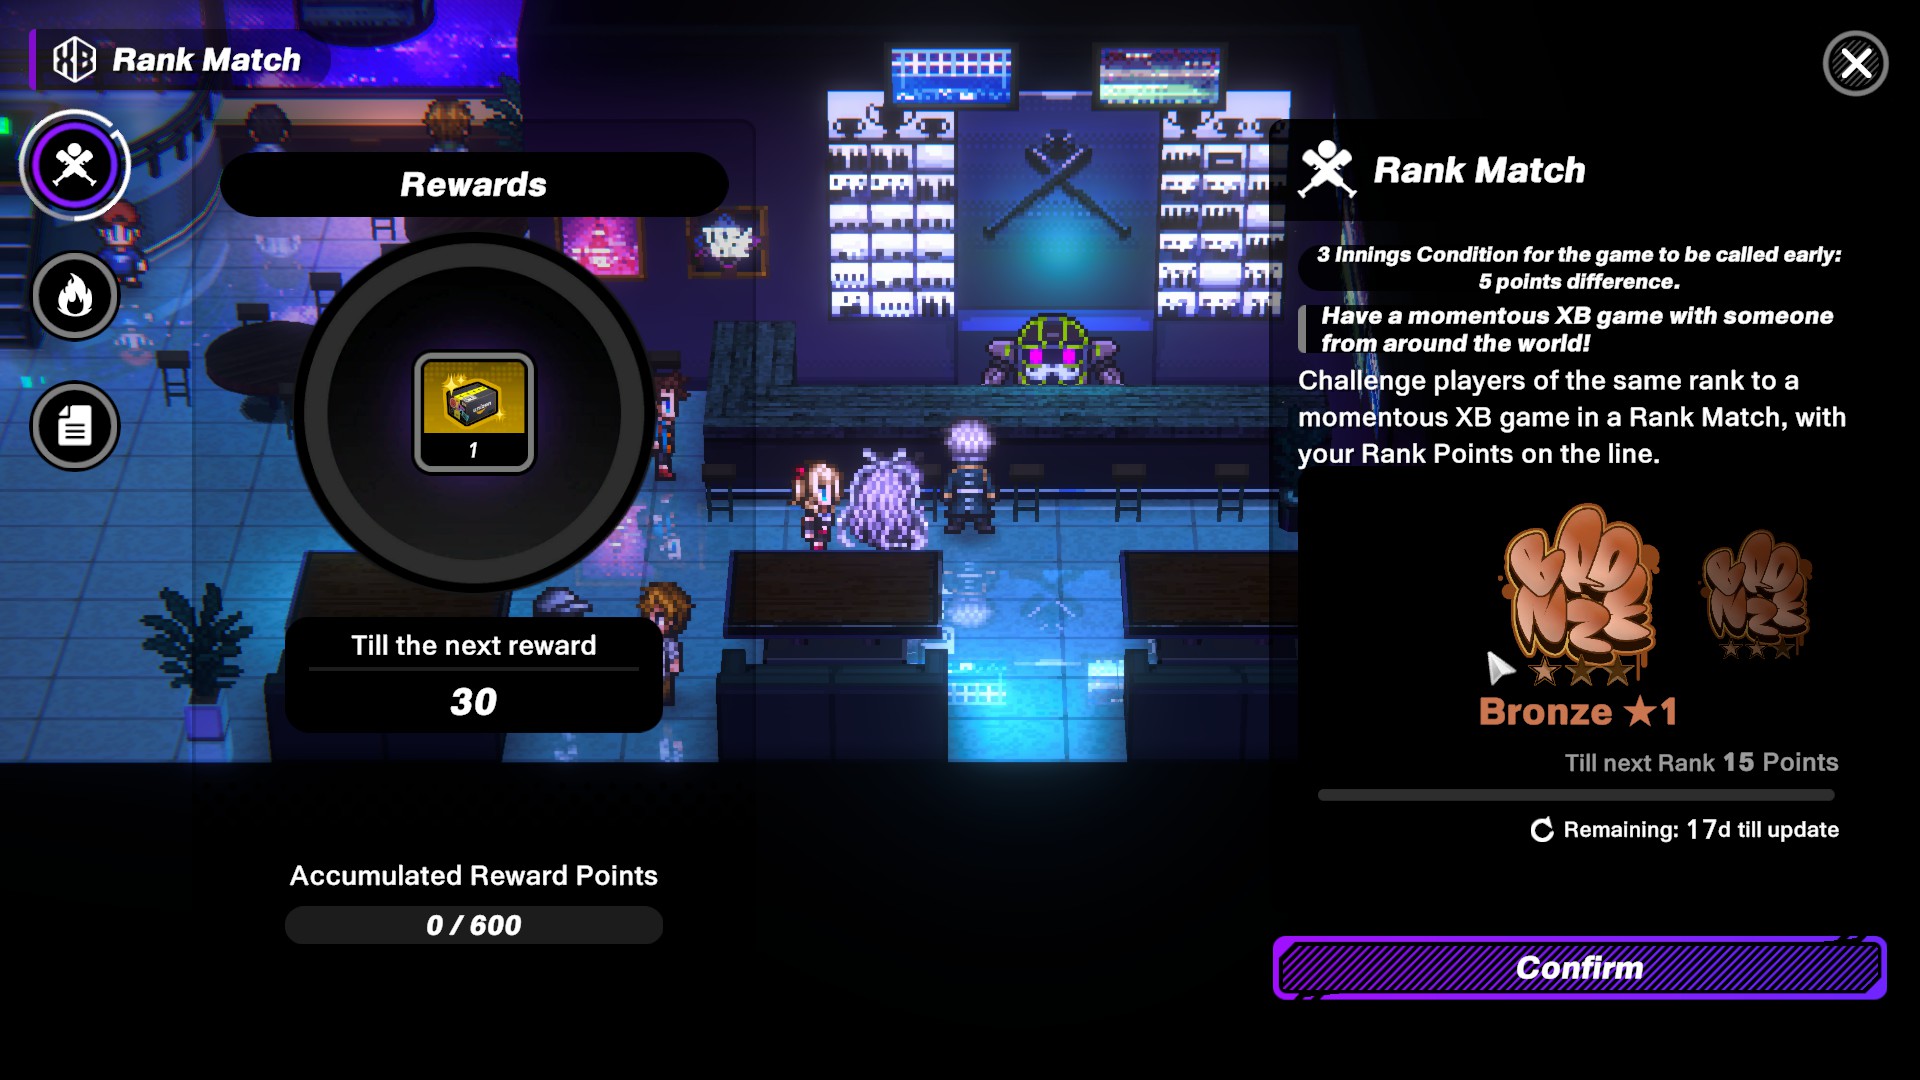 XB Rank Match
Rewards
1
Till the next reward
30
Accumulated Reward Points
0 / 600
Rank Match
3 Innings Condition for the game to be called early:
5 points difference.
Have a momentous XB game with someone
from around the world!
Challenge players of the same rank to a
momentous XB game in a Rank Match, with
your Rank Points on the line.
BRONZE
BRONZE
Bronze ★1
Till next Rank 15 Points
Remaining: 17d till update
Confirm